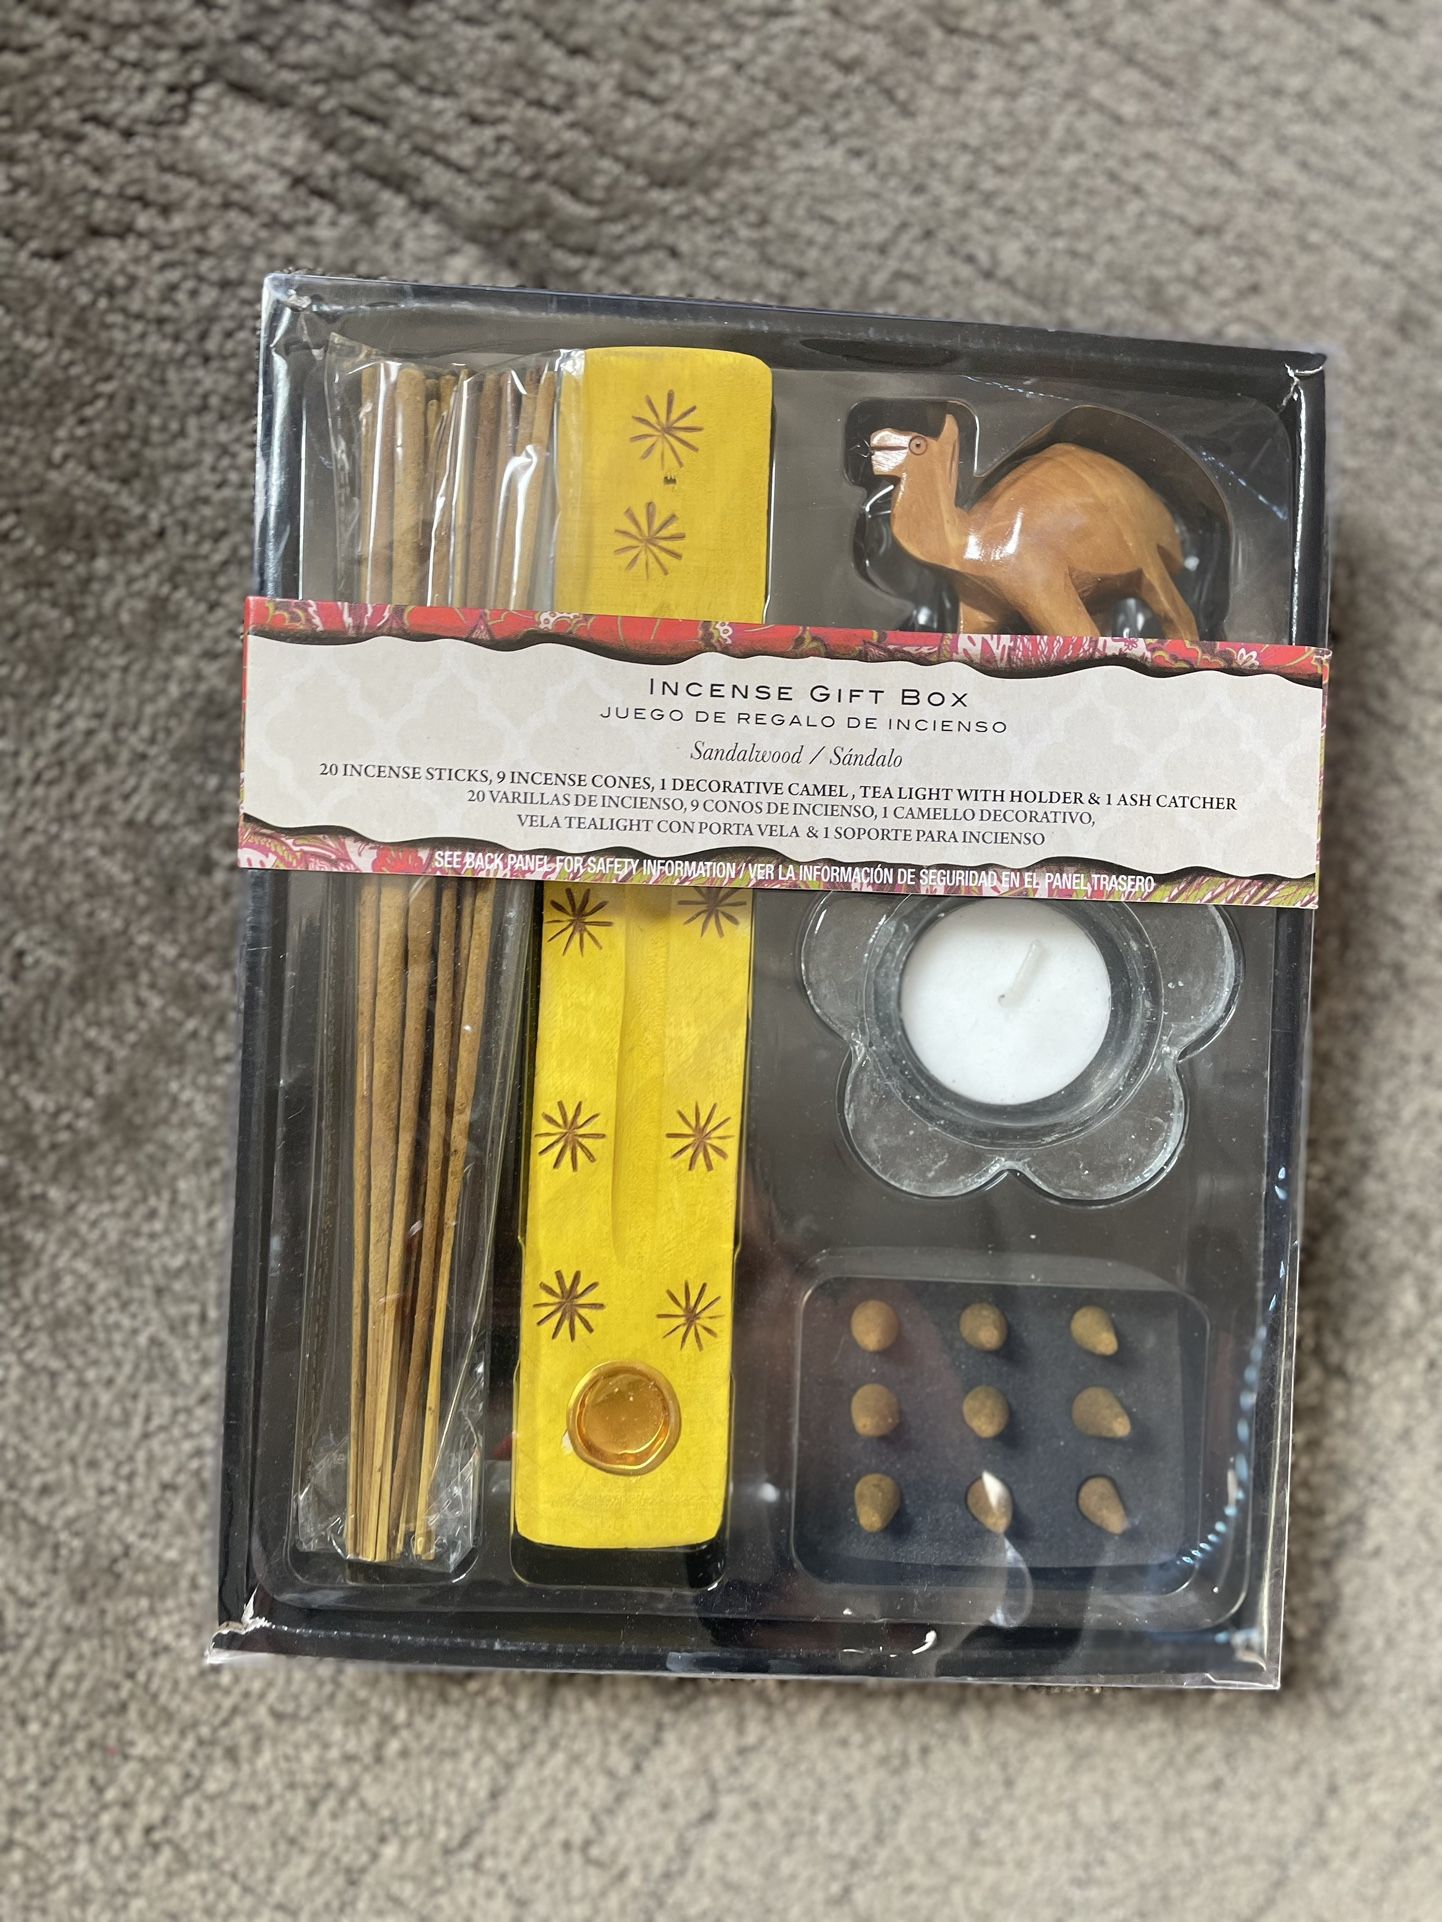 INCENSE GIFT BOX
JUEGO DE REGALO DE INCIENSO
Sandalwood / Sándalo
20 INCENSE STICKS, 9 INCENSE CONES, 1 DECORATIVE CAMEL , TEA LIGHT WITH HOLDER & 1 ASH CATCHER
20 VARILLAS DE INCIENSO, 9 CONOS DE INCIENSO, 1 CAMELLO DECORATIVO,
VELA TEALIGHT CON PORTA VELA & 1 SOPORTE PARA INCIENSO
SEE BACK PANEL FOR SAFETY INFORMATION / VER LA INFORMACIÓN DE SEGURIDAD EN EL PANEL TRASERO